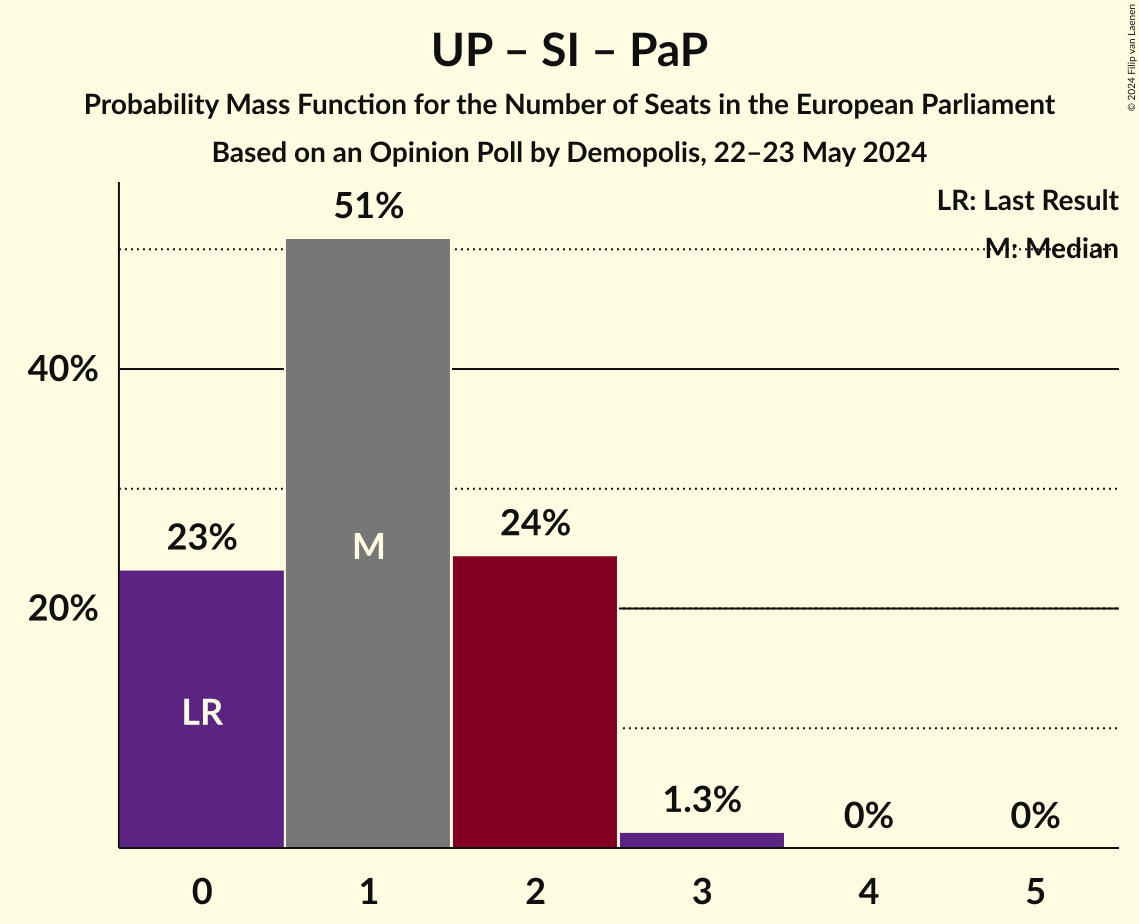 UP – SI – PaP
Probability Mass Function for the Number of Seats in the European Parliament
Based on an Opinion Poll by Demopolis, 22–23 May 2024
© 2024 Filip van Laenen
LR: Last Result
M: Median
51%
40%
23%
M
24%
20%
LR
1.3%
0%
0%
0 1 2 3 4 5